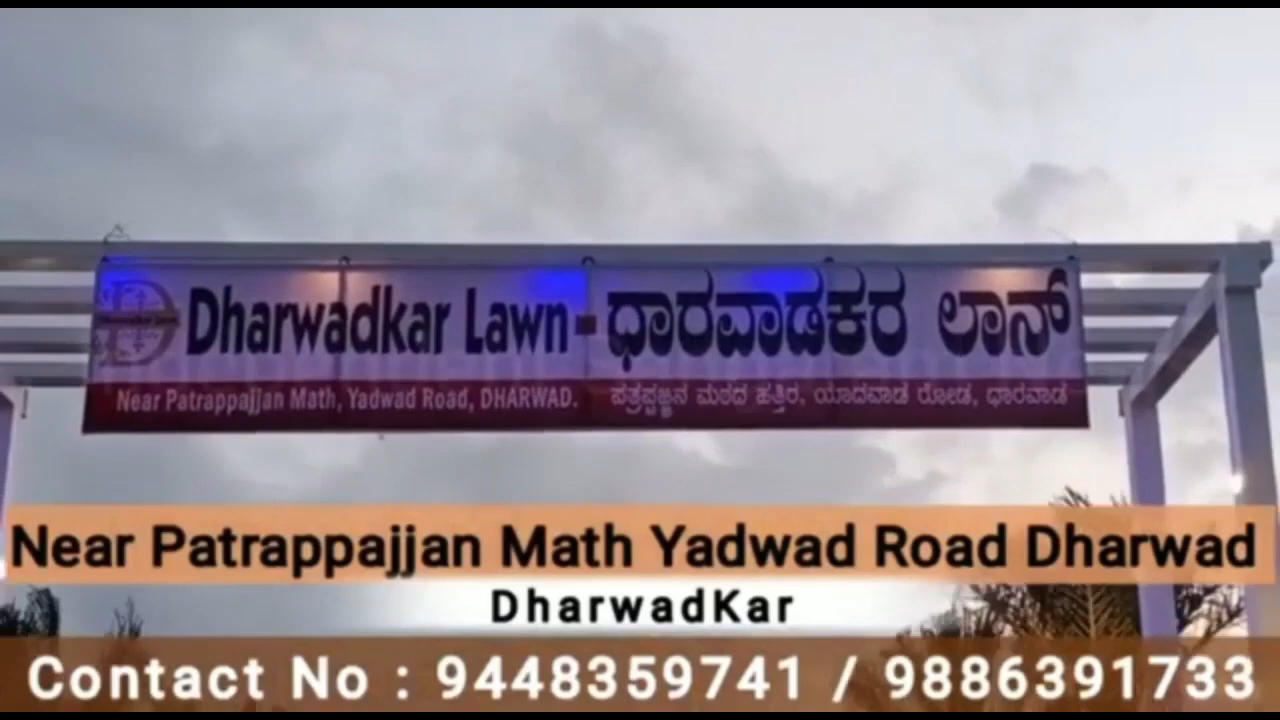 Dharwadkar Lawn - ಧಾರವಾಡಕರ ಲಾನ್
Near Patrappajjan Math, Yadwad Road, DHARWAD. ಪತ್ರಪ್ಪಜ್ಜನ ಮಠದ ಹತ್ತಿರ, ಯಾದವಾಡ ರೋಡ, ಧಾರವಾಡ
Near Patrappajjan Math Yadwad Road Dharwad
DharwadKar
Contact No : 9448359741 / 9886391733